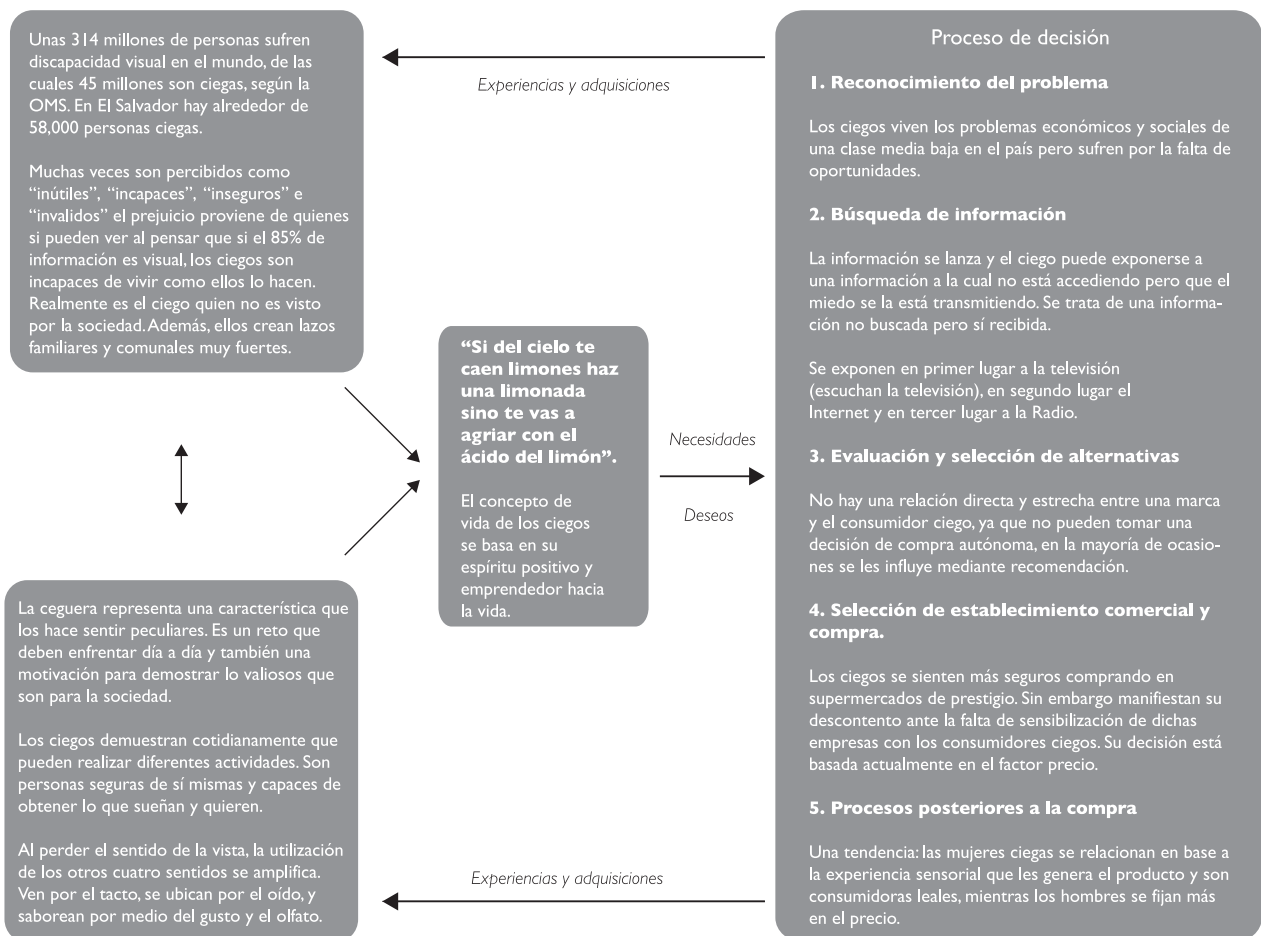 Unas 314 millones de personas sufren
discapacidad visual en el mundo, de las
cuales 45 millones son ciegas, según la
OMS. En El Salvador hay alrededor de
58,000 personas ciegas.
Muchas veces son percibidos como
“inútiles”, “incapaces”, “inseguros” e
“invalidos” el prejuicio proviene de quienes
si pueden ver al pensar que si el 85% de
información es visual, los ciegos son
incapaces de vivir como ellos lo hacen.
Realmente es el ciego quien no es visto
por la sociedad. Además, ellos crean lazos
familiares y comunales muy fuertes.
La ceguera representa una característica que
los hace sentir peculiares. Es un reto que
deben enfrentar día a día y también una
motivación para demostrar lo valiosos que
son para la sociedad.
Los ciegos demuestran cotidianamente que
pueden realizar diferentes actividades. Son
personas seguras de sí mismas y capaces de
obtener lo que sueñan y quieren.
Al perder el sentido de la vista, la utilización
de los otros cuatro sentidos se amplifica.
Ven por el tacto, se ubican por el oído, y
saborean por medio del gusto y el olfato.
“Si del cielo te
caen limones haz
una limonada
sino te vas a
agriar con el
ácido del limón”.
El concepto de
vida de los ciegos
se basa en su
espíritu positivo y
emprendedor hacia
la vida.
Necesidades
Deseos
Proceso de decisión
1. Reconocimiento del problema
Los ciegos viven los problemas económicos y sociales de
una clase media baja en el país pero sufren por la falta de
oportunidades.
2. Búsqueda de información
La información se lanza y el ciego puede exponerse a
una información a la cual no está accediendo pero que el
miedo se la está transmitiendo. Se trata de una informa-
ción no buscada pero sí recibida.
Se exponen en primer lugar a la televisión
(escuchan la televisión), en segundo lugar el
Internet y en tercer lugar a la Radio.
3. Evaluación y selección de alternativas
No hay una relación directa y estrecha entre una marca
y el consumidor ciego, ya que no pueden tomar una
decisión de compra autónoma, en la mayoría de ocasio-
nes se les influye mediante recomendación.
4. Selección de establecimiento comercial y
compra.
Los ciegos se sienten más seguros comprando en
supermercados de prestigio. Sin embargo manifiestan su
descontento ante la falta de sensibilización de dichas
empresas con los consumidores ciegos. Su decisión está
basada actualmente en el factor precio.
5. Procesos posteriores a la compra
Una tendencia: las mujeres ciegas se relacionan en base a
la experiencia sensorial que les genera el producto y son
consumidoras leales, mientras los hombres se fijan más
en el precio.
Experiencias y adquisiciones
Experiencias y adquisiciones